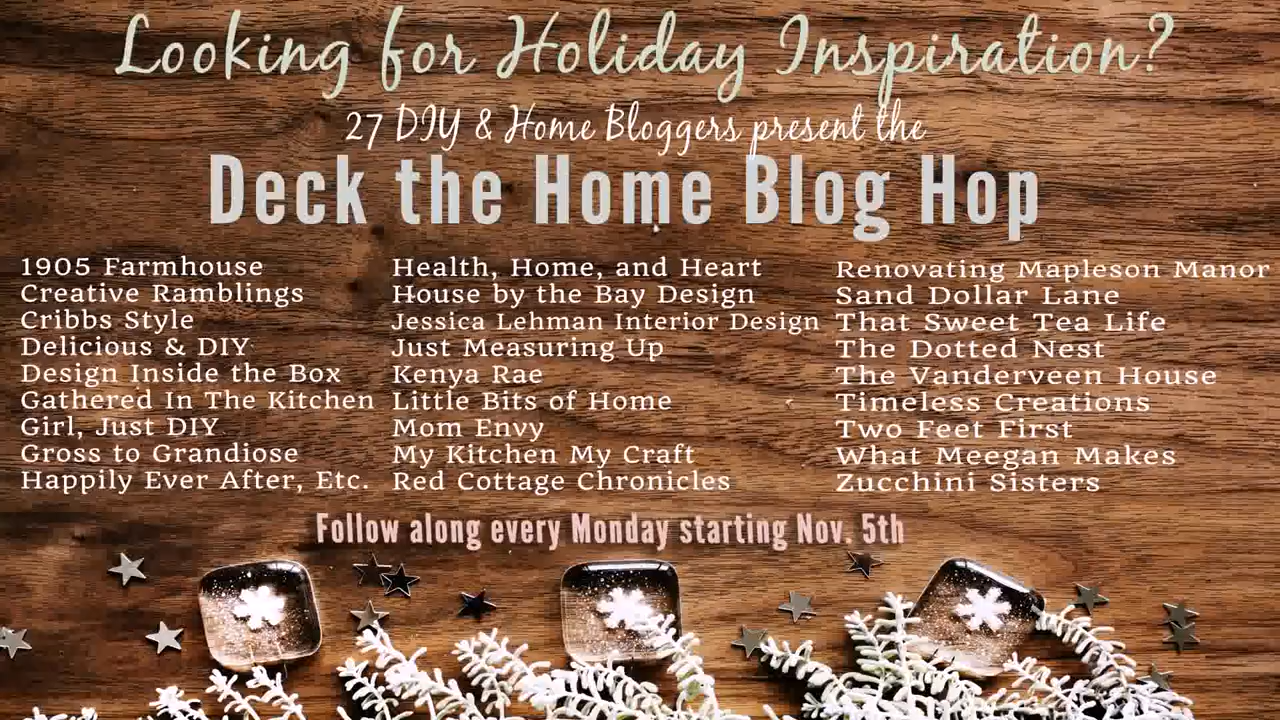 Looking for Holiday Inspiration?
27 DIY & Home Bloggers present the
Deck the Home Blog Hop
1905 Farmhouse
Creative Ramblings
Cribbs Style
Delicious & DIY
Design Inside the Box
Gathered In The Kitchen
Girl, Just DIY
Gross to Grandiose
Happily Ever After, Etc.
Health, Home, and Heart
House by the Bay Design
Jessica Lehman Interior Design
Just Measuring Up
Kenya Rae
Little Bits of Home
Mom Envy
My Kitchen My Craft
Red Cottage Chronicles
Renovating Mapleson Manor
Sand Dollar Lane
That Sweet Tea Life
The Dotted Nest
The Vanderveen House
Timeless Creations
Two Feet First
What Meegan Makes
Zucchini Sisters
Follow along every Monday starting Nov. 5th